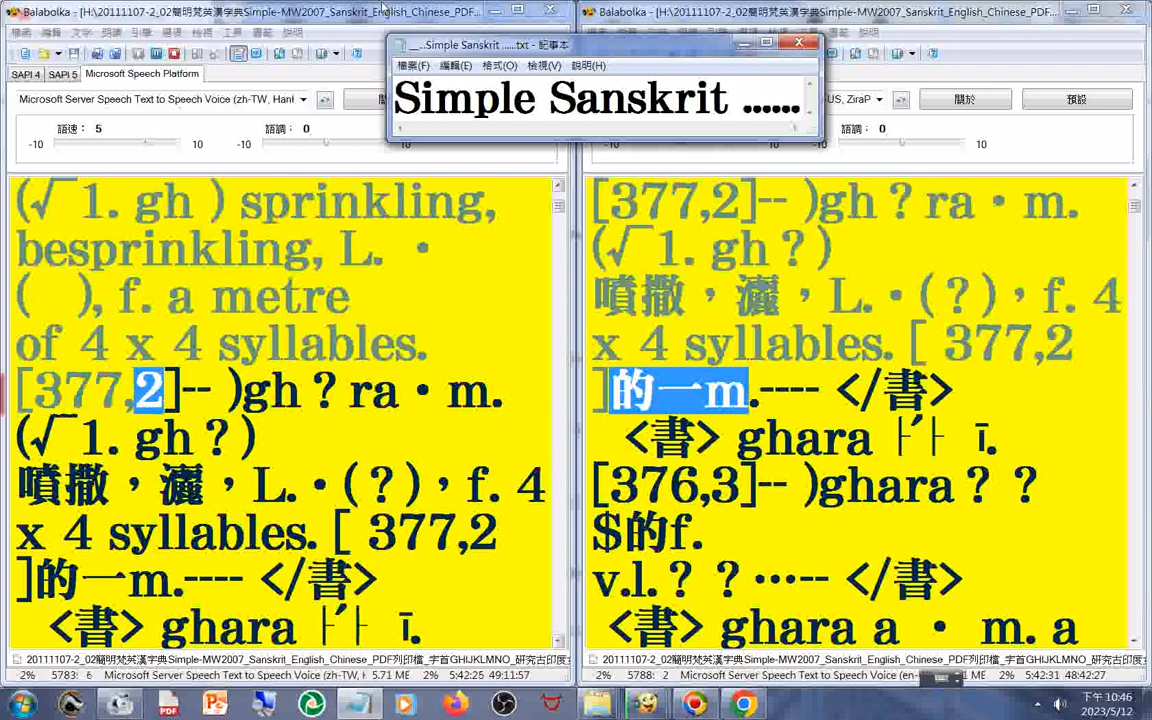 Balabolka - [H:\20111107-2_02簡明梵英漢字典Simple-MW2007_Sanskrit_English_Chinese_PDF...
Balabolka - [H:\20111107-2_02簡明梵英漢字典Simple-MW2007_Sanskrit_English_Chinese_PDF...
__...Simple Sanskrit ......txt - 記事本
檔案(F) 編輯(E) 格式(O) 檢視(V) 說明(H)
Simple Sanskrit ......
SAPI 4 SAPI 5 Microsoft Speech Platform
Microsoft Server Speech Text to Speech Voice (zh-TW, Han
US, ZiraP
關於
預設
語速： 5
語調： 0
-10
10
-10
語調： 0
10
(√ 1. gh ) sprinkling,
besprinkling, L. ·
( ), f. a metre
of 4 x 4 syllables.
[377,2]-- )gh ? ra · m.
(√ 1. gh ? )
噴撒，灑，L. · ( ? )，f. 4
x 4 syllables. [ 377,2
]的一m.---- </書>
<書> ghara ├′├ ī.
[377,2]-- )gh ? ra · m.
(√ 1. gh ? )
噴撒，灑，L. · ( ? )，f. 4
x 4 syllables. [ 377,2
]的一m.---- </書>
<書> ghara ├′├ ī.
[376,3]-- )ghara ? ?
$的f.
v.l. ? ? …-- </書>
<書> ghara a · m. a
20111107-2_02簡明梵英漢字典Simple-MW2007_Sanskrit_English_Chinese_PDF列印檔_字首GHIJKLMNO_研究古印度
20111107-2_02簡明梵英漢字典Simple-MW2007_Sanskrit_English_Chinese_PDF列印檔_字首GHIJKLMNO_研究古印度
2% 5783: 6 Microsoft Server Speech Text to Speech Voice (zh-TW, 5.71 ME 2% 5:42:25 49:11:57
2% 5788: 2 Microsoft Server Speech Text to Speech Voice (en- 2% 5:42:31 48:42:27
下午 10:46
2023/5/12